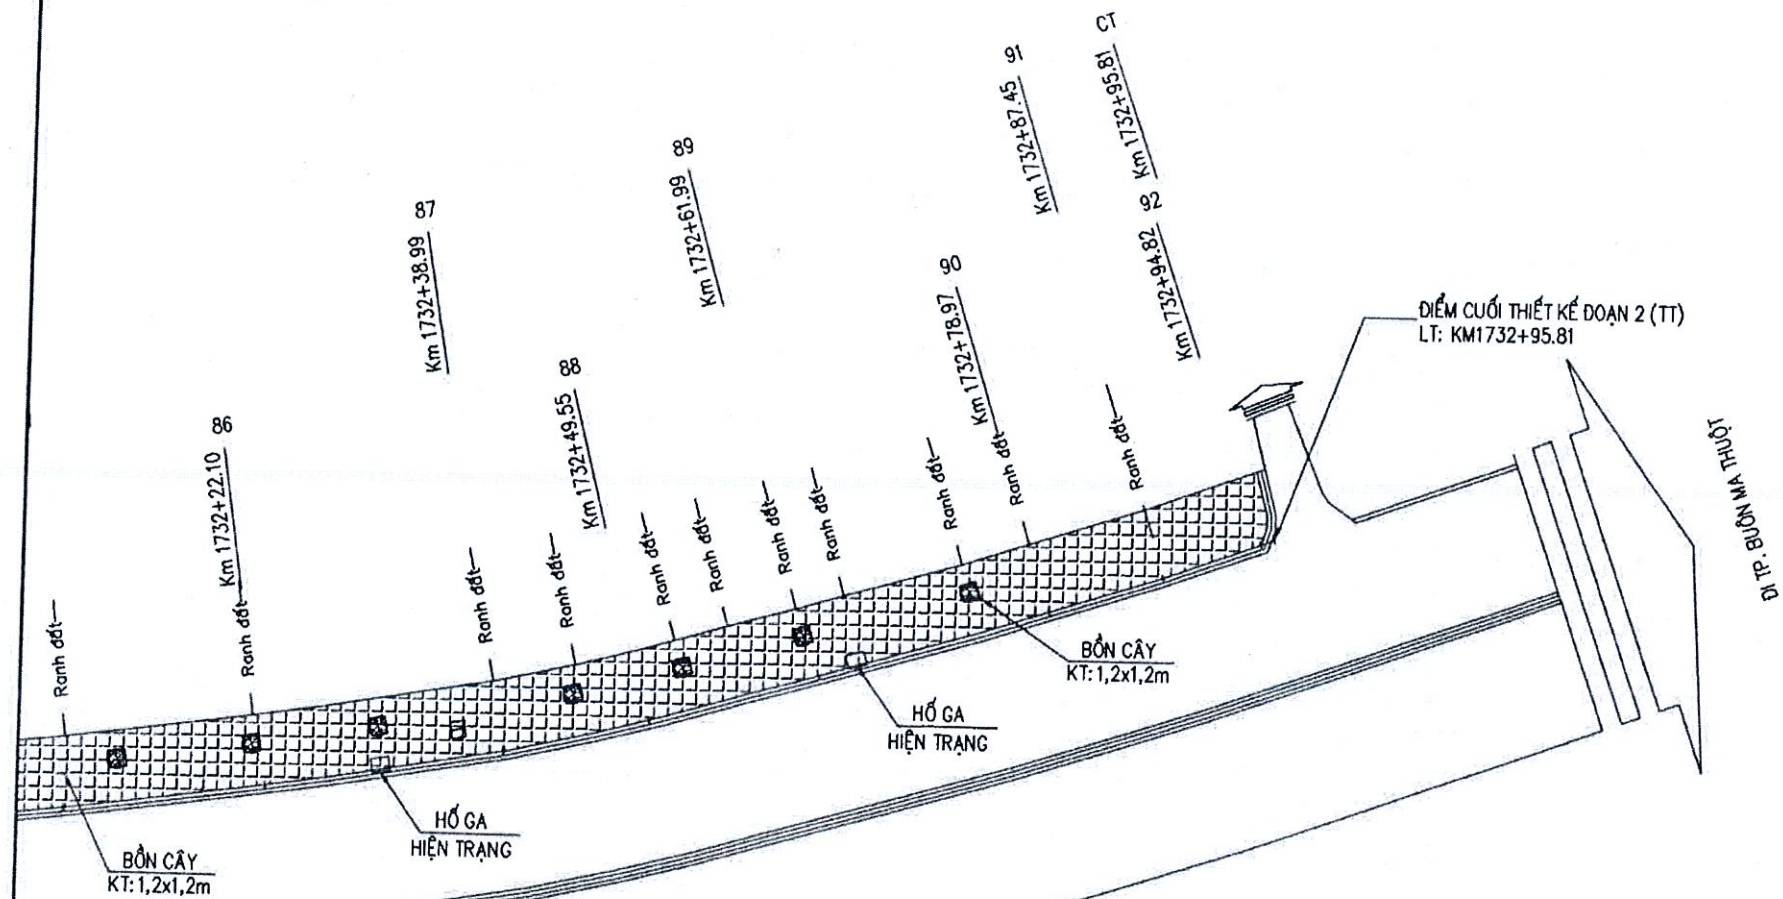 86
Km 1732+22.10
87
Km 1732+38.99
88
Km 1732+49.55
89
Km 1732+61.99
90
Km 1732+78.97
91
Km 1732+87.45
92
Km 1732+94.82
CT
Km 1732+95.81
ĐIỂM CUỐI THIẾT KẾ ĐOẠN 2 (TT)
LT: KM1732+95.81
ĐI TP. BUÔN MA THUỘT
Ranh đất
Ranh đất
Ranh đất
Ranh đất
Ranh đất
Ranh đất
Ranh đất
Ranh đất
Ranh đất
Ranh đất
Ranh đất
BỒN CÂY
KT: 1,2x1,2m
HỐ GA
HIỆN TRẠNG
HỐ GA
HIỆN TRẠNG
BỒN CÂY
KT: 1,2x1,2m